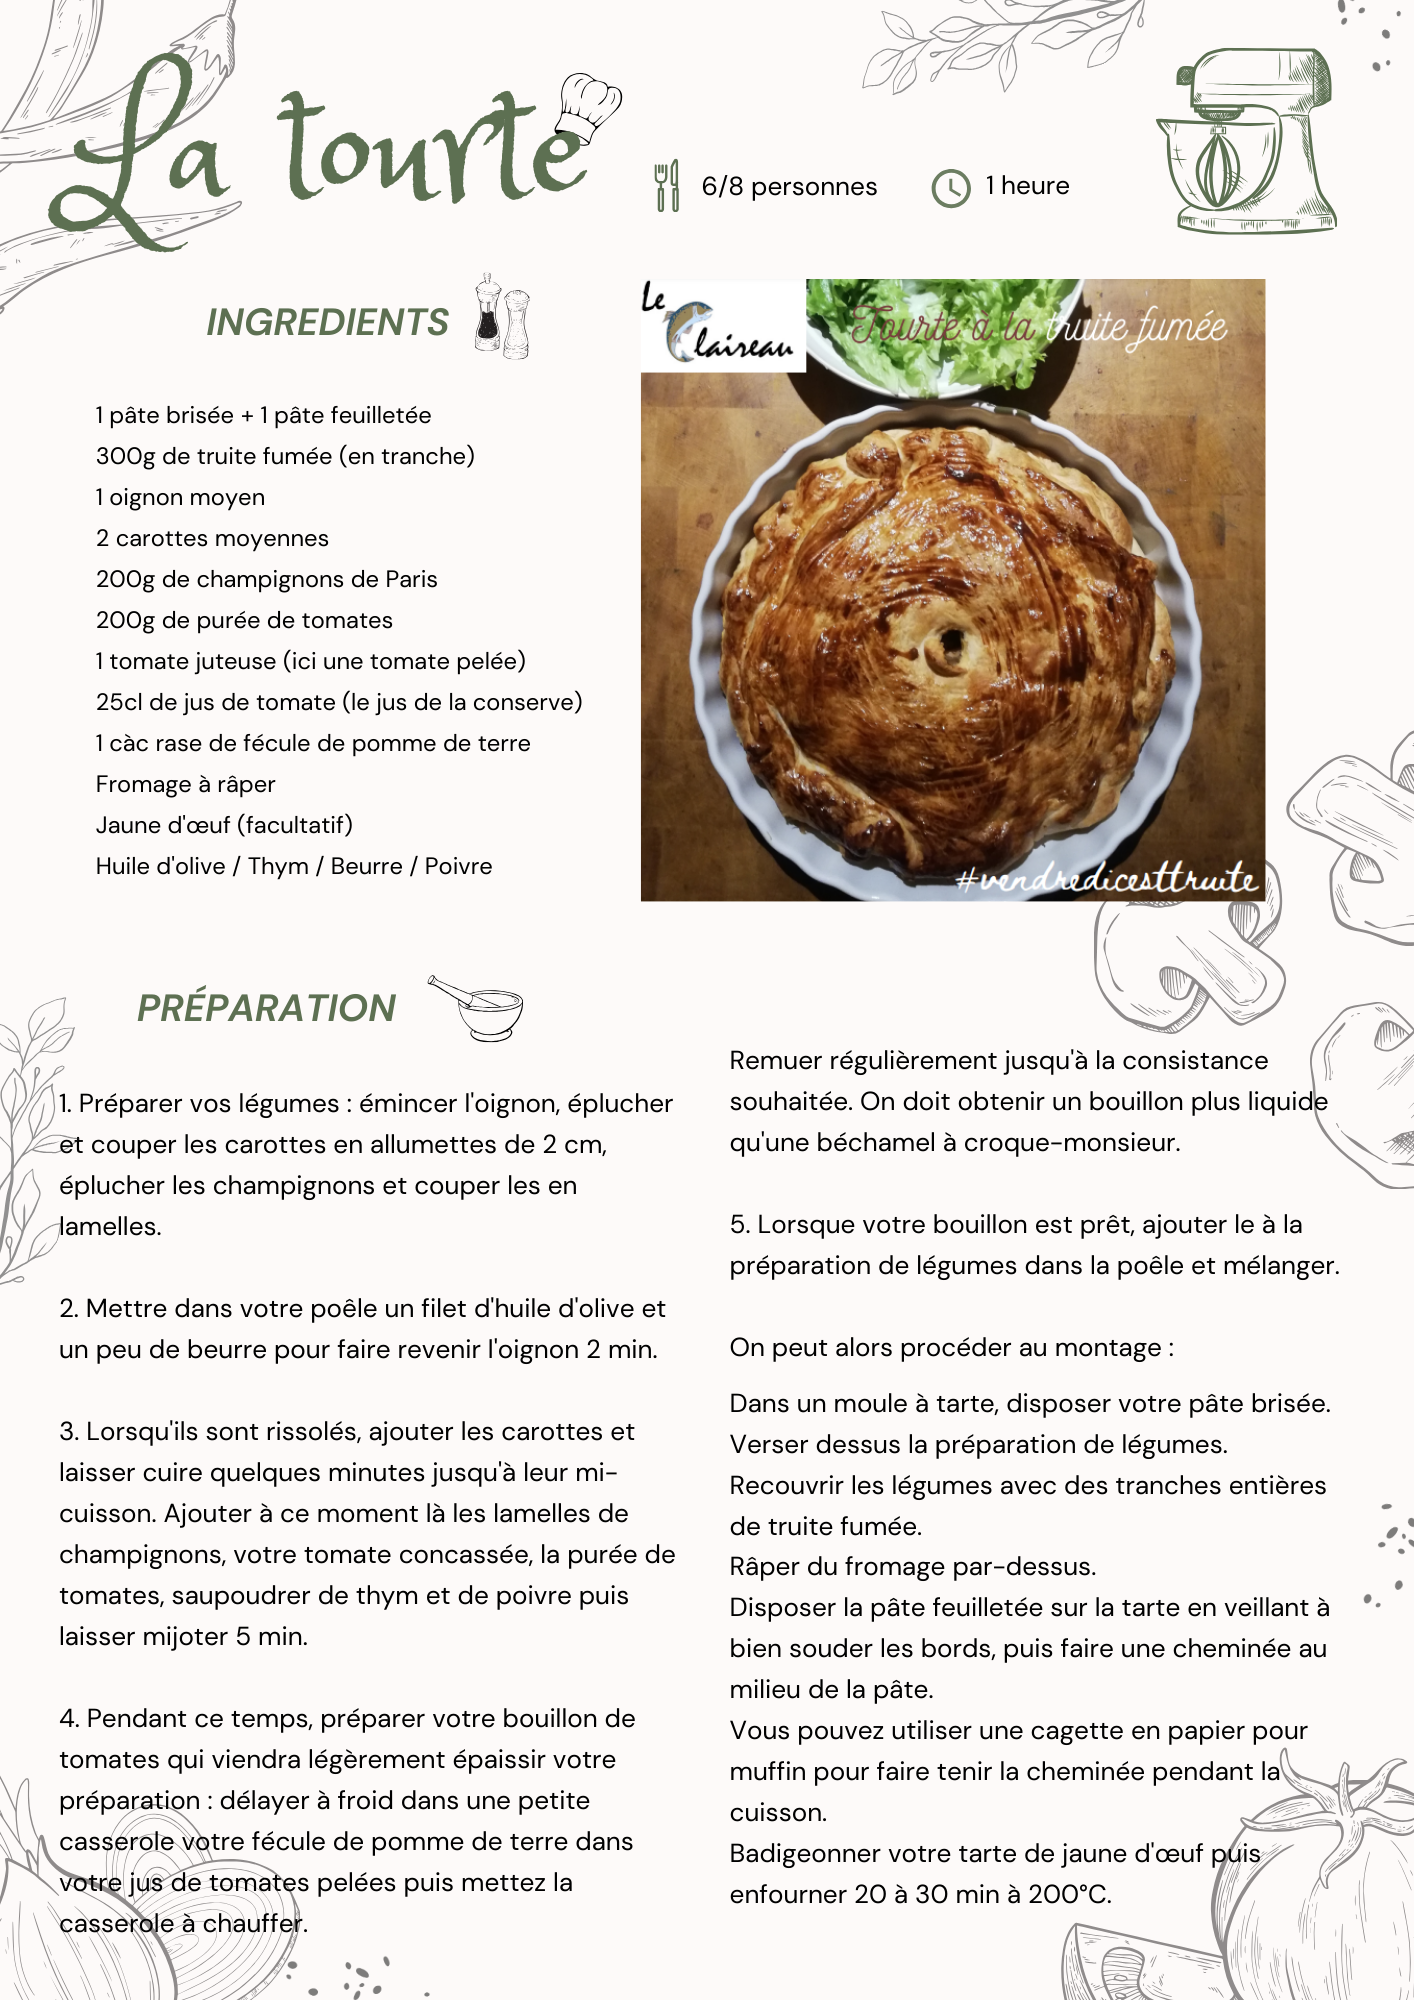 La tourte
6/8 personnes
1 heure
INGREDIENTS
1 pâte brisée + 1 pâte feuilletée
300g de truite fumée (en tranche)
1 oignon moyen
2 carottes moyennes
200g de champignons de Paris
200g de purée de tomates
1 tomate juteuse (ici une tomate pelée)
25cl de jus de tomate (le jus de la conserve)
1 càc rase de fécule de pomme de terre
Fromage à râper
Jaune d'œuf (facultatif)
Huile d'olive / Thym / Beurre / Poivre
Le
Claireau
Tourte à la truite fumée
#vendredicesttruite
PRÉPARATION
1. Préparer vos légumes : émincer l'oignon, éplucher
et couper les carottes en allumettes de 2 cm,
éplucher les champignons et couper les en
lamelles.
2. Mettre dans votre poêle un filet d'huile d'olive et
un peu de beurre pour faire revenir l'oignon 2 min.
3. Lorsqu'ils sont rissolés, ajouter les carottes et
laisser cuire quelques minutes jusqu'à leur mi-
cuisson. Ajouter à ce moment là les lamelles de
champignons, votre tomate concassée, la purée de
tomates, saupoudrer de thym et de poivre puis
laisser mijoter 5 min.
4. Pendant ce temps, préparer votre bouillon de
tomates qui viendra légèrement épaissir votre
préparation : délayer à froid dans une petite
casserole votre fécule de pomme de terre dans
votre jus de tomates pelées puis mettez la
casserole à chauffer.
Remuer régulièrement jusqu'à la consistance
souhaitée. On doit obtenir un bouillon plus liquide
qu'une béchamel à croque-monsieur.
5. Lorsque votre bouillon est prêt, ajouter le à la
préparation de légumes dans la poêle et mélanger.
On peut alors procéder au montage :
Dans un moule à tarte, disposer votre pâte brisée.
Verser dessus la préparation de légumes.
Recouvrir les légumes avec des tranches entières
de truite fumée.
Râper du fromage par-dessus.
Disposer la pâte feuilletée sur la tarte en veillant à
bien souder les bords, puis faire une cheminée au
milieu de la pâte.
Vous pouvez utiliser une cagette en papier pour
muffin pour faire tenir la cheminée pendant la
cuisson.
Badigeonner votre tarte de jaune d'œuf puis
enfourner 20 à 30 min à 200°C.